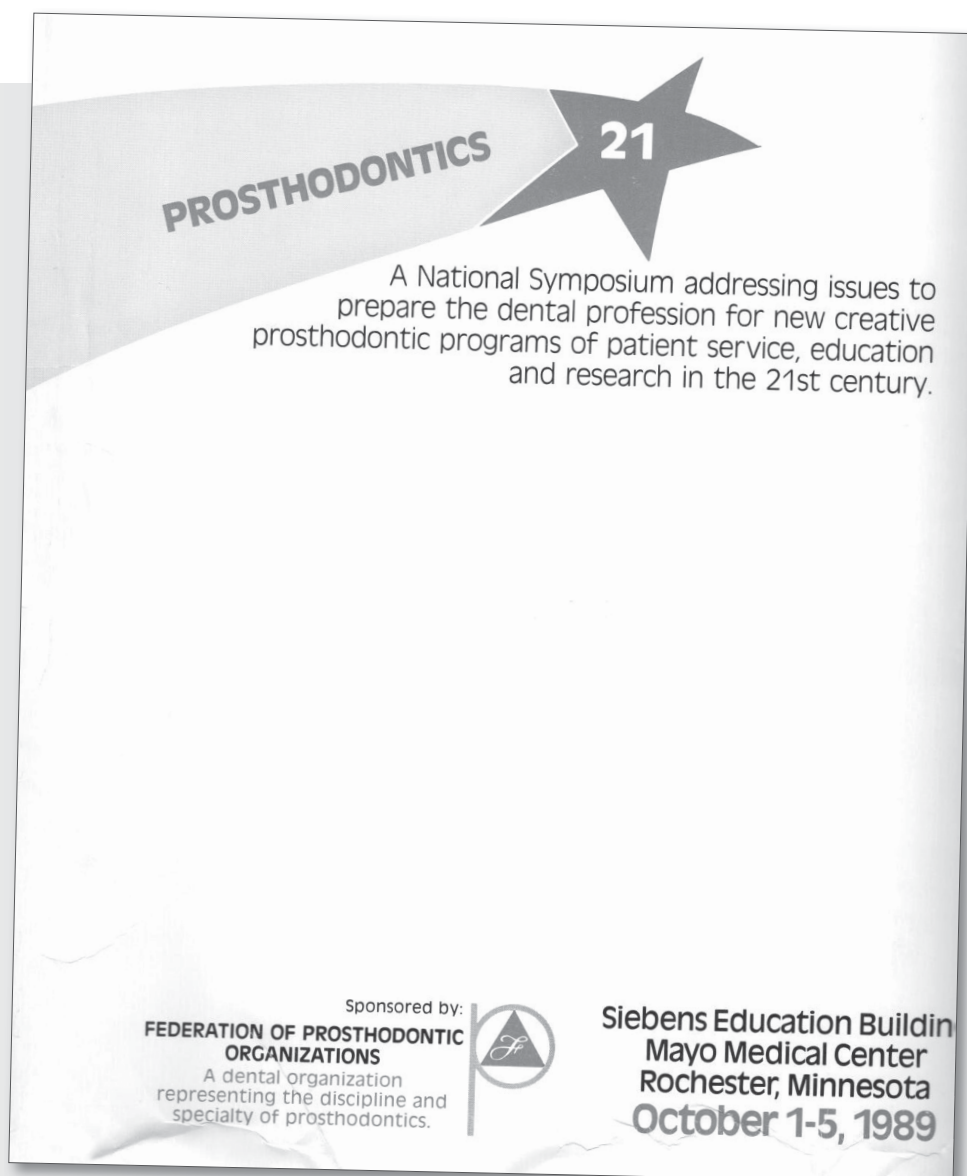 PROSTHODONTICS
21
A National Symposium addressing issues to
prepare the dental profession for new creative
prosthodontic programs of patient service, education
and research in the 21st century.
Sponsored by:
FEDERATION OF PROSTHODONTIC
ORGANIZATIONS
A dental organization
representing the discipline and
specialty of prosthodontics.
F
Siebens Education Buildin
Mayo Medical Center
Rochester, Minnesota
October 1-5, 1989